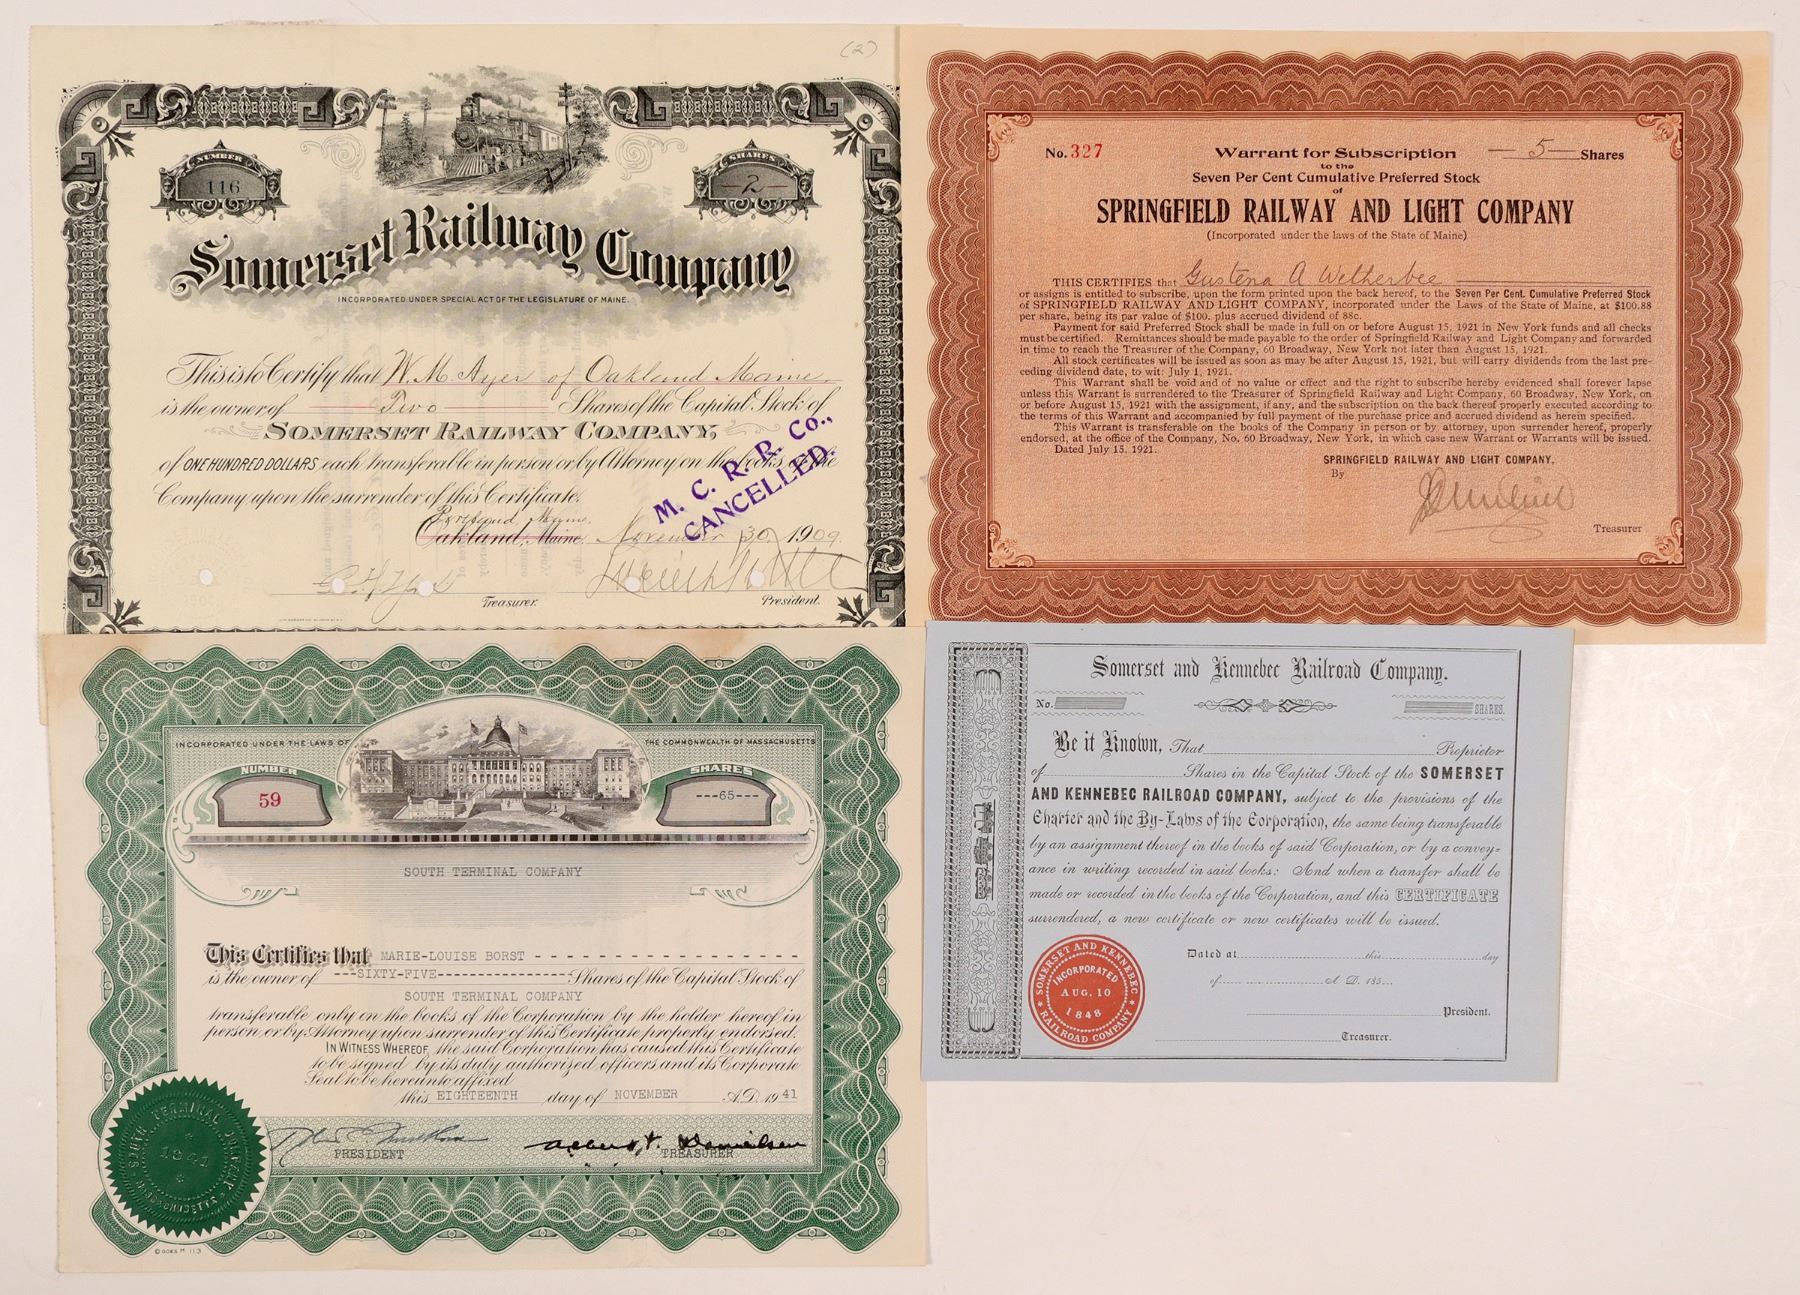 (2)
NUMBER
116
SHARES
2
Somerset Railway Company
INCORPORATED UNDER SPECIAL ACT OF THE LEGISLATURE OF MAINE.
This is to Certify that W. M. Ayer of Oakland Maine
is the owner of Two Shares of the Capital Stock of
SOMERSET RAILWAY COMPANY,
of ONE HUNDRED DOLLARS each transferable in person or by Attorney on the books of the
Company upon the surrender of this Certificate.
Portland, Maine,
Oakland, Maine, November 30 1909.
M. C. R. R. Co.,
CANCELLED.
Treasurer. President.
No. 327 Warrant for Subscription 5 Shares
to the
Seven Per Cent Cumulative Preferred Stock
of
SPRINGFIELD RAILWAY AND LIGHT COMPANY
(Incorporated under the laws of the State of Maine)
THIS CERTIFIES that Gustena A Wetherbee
or assigns is entitled to subscribe, upon the form printed upon the back hereof, to the Seven Per Cent. Cumulative Preferred Stock
of SPRINGFIELD RAILWAY AND LIGHT COMPANY, incorporated under the Laws of the State of Maine, at $100.88
per share, being its par value of $100. plus accrued dividend of 88c.
Payment for said Preferred Stock shall be made in full on or before August 15, 1921 in New York funds and all checks
must be certified. Remittances should be made payable to the order of Springfield Railway and Light Company and forwarded
in time to reach the Treasurer of the Company, 60 Broadway, New York not later than August 15, 1921.
All stock certificates will be issued as soon as may be after August 15, 1921, but will carry dividends from the last pre-
ceding dividend date, to wit: July 1, 1921.
This Warrant shall be void and of no value or effect and the right to subscribe hereby evidenced shall forever lapse
unless this Warrant is surrendered to the Treasurer of Springfield Railway and Light Company, 60 Broadway, New York, on
or before August 15, 1921 with the assignment, if any, and the subscription on the back thereof properly executed according to
the terms of this Warrant and accompanied by full payment of the purchase price and accrued dividend as herein specified.
This Warrant is transferable on the books of the Company in person or by attorney, upon surrender hereof, properly
endorsed, at the office of the Company, No. 60 Broadway, New York, in which case new Warrant or Warrants will be issued.
Dated July 15, 1921.
SPRINGFIELD RAILWAY AND LIGHT COMPANY.
By
Treasurer
INCORPORATED UNDER THE LAWS OF THE COMMONWEALTH OF MASSACHUSETTS
NUMBER
59
SHARES
---65---
SOUTH TERMINAL COMPANY
This Certifies that MARIE-LOUISE BORST
is the owner of ---SIXTY-FIVE--- Shares of the Capital Stock of
SOUTH TERMINAL COMPANY
transferable only on the books of the Corporation by the holder hereof in
person or by Attorney upon surrender of this Certificate properly endorsed.
IN WITNESS WHEREOF, the said Corporation has caused this Certificate
to be signed by its duly authorized officers and its Corporate
Seal to be hereunto affixed
this EIGHTEENTH day of NOVEMBER A.D. 1941
PRESIDENT TREASURER
SOUTH TERMINAL COMPANY
1941
MASSACHUSETTS
© GOES M 113
Somerset and Kennebec Railroad Company.
No. SHARES.
Be it Known, That Proprietor
of Shares in the Capital Stock of the SOMERSET
AND KENNEBEC RAILROAD COMPANY, subject to the provisions of the
Charter and the By-Laws of the Corporation, the same being transferable
by an assignment thereof in the books of said Corporation, or by a convey-
ance in writing recorded in said books: And when a transfer shall be
made or recorded in the books of the Corporation, and this CERTIFICATE
surrendered, a new certificate or new certificates will be issued.
Dated at this day
of A. D. 185
President.
Treasurer.
SOMERSET AND KENNEBEC
RAILROAD COMPANY
INCORPORATED
AUG. 10
1848